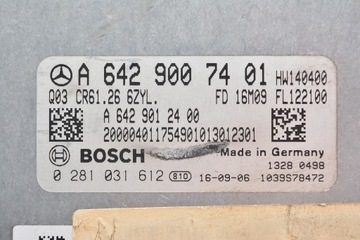 A 642 900 74 01 HW140400
Q03 CR61.26 6ZYL. FD 16M09 FL122100
A 642 901 24 00
200004011754901013012301
BOSCH Made in Germany
1328 0498
0 281 031 612 810 16-09-06 1039S78472